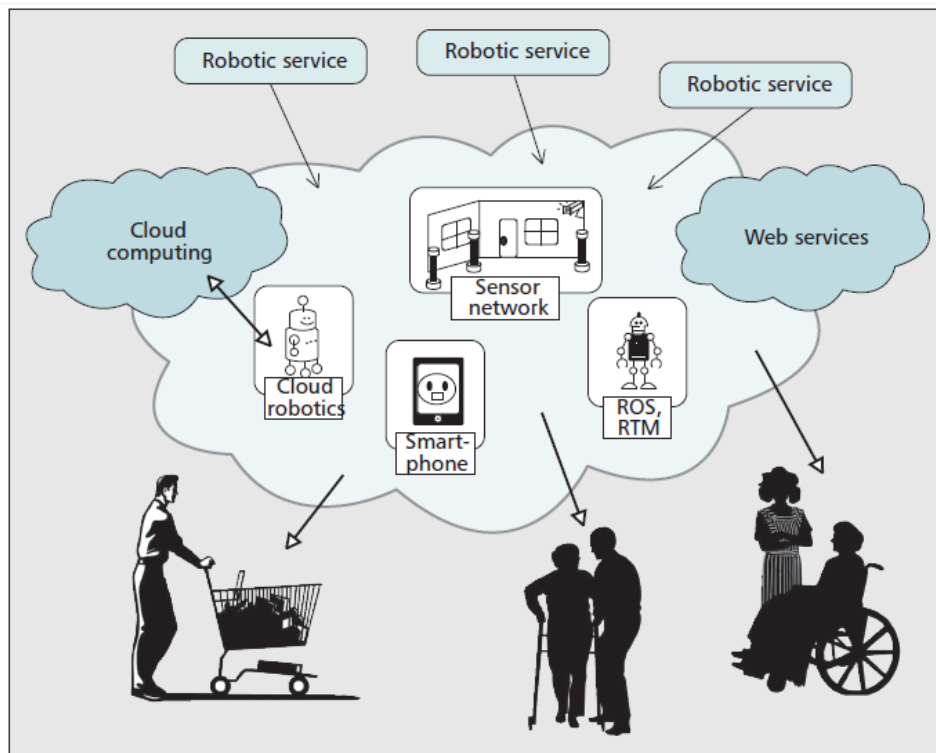 Robotic service
Robotic service
Robotic service
Cloud
computing
Web services
Sensor
network
Cloud
robotics
Smart-
phone
ROS,
RTM